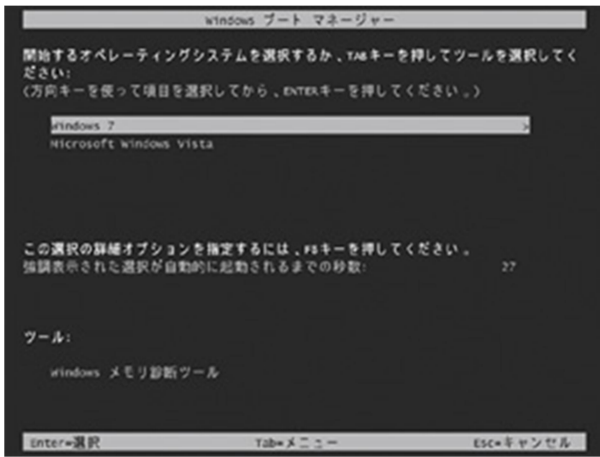 Windows ブート マネージャー
開始するオペレーティングシステムを選択するか、TABキーを押してツールを選択してく
ださい:
(方向キーを使って項目を選択してから、ENTERキーを押してください。)
Windows 7 >
Microsoft Windows Vista
この選択の詳細オプションを指定するには、F8キーを押してください。
強調表示された選択が自動的に起動されるまでの秒数: 27
ツール:
Windows メモリ診断ツール
Enter=選択 Tab=メニュー Esc=キャンセル